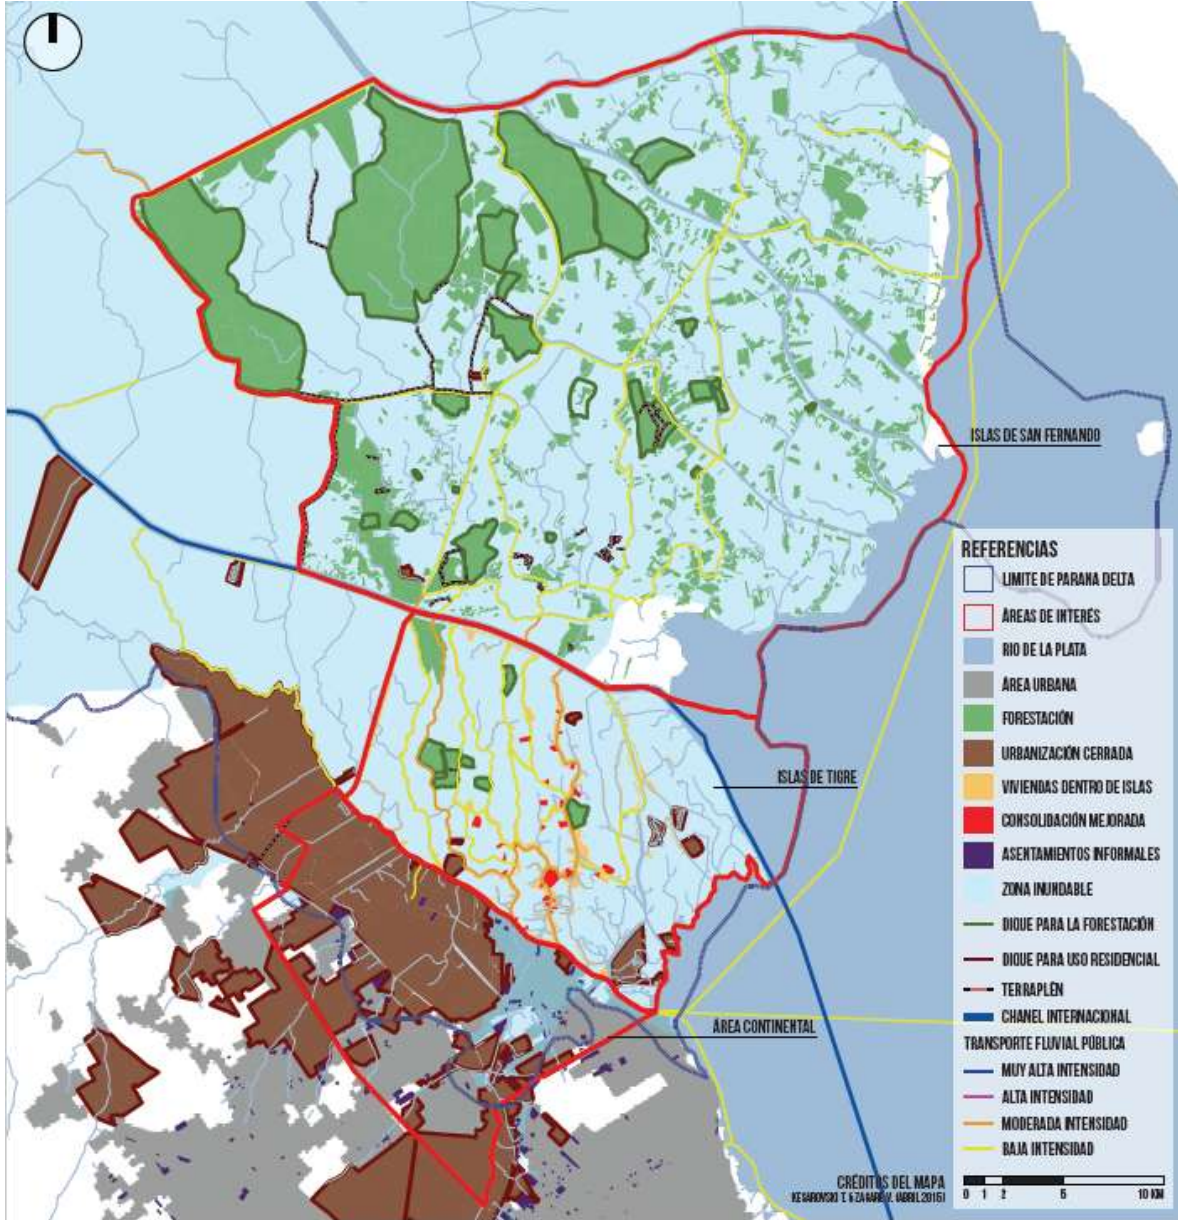 ISLAS DE SAN FERNANDO
ISLAS DE TIGRE
ÁREA CONTINENTAL
REFERENCIAS
LIMITE DE PARANA DELTA
ÁREAS DE INTERÉS
RIO DE LA PLATA
ÁREA URBANA
FORESTACIÓN
URBANIZACIÓN CERRADA
VIVIENDAS DENTRO DE ISLAS
CONSOLIDACIÓN MEJORADA
ASENTAMIENTOS INFORMALES
ZONA INUNDABLE
DIQUE PARA LA FORESTACIÓN
DIQUE PARA USO RESIDENCIAL
TERRAPLÉN
CHANEL INTERNACIONAL
TRANSPORTE FLUVIAL PÚBLICA
MUY ALTA INTENSIDAD
ALTA INTENSIDAD
MODERADA INTENSIDAD
BAJA INTENSIDAD
0 1 2 5 10 KM
CRÉDITOS DEL MAPA
T. & V. (ABRIL 2015)